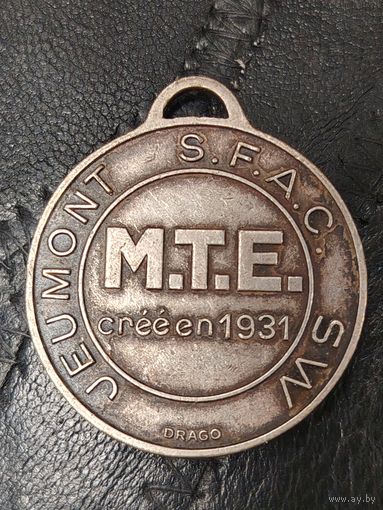 JEUMONT S.F.A.C. SW
M.T.E.
créé en 1931
DRAGO
www.ay.by